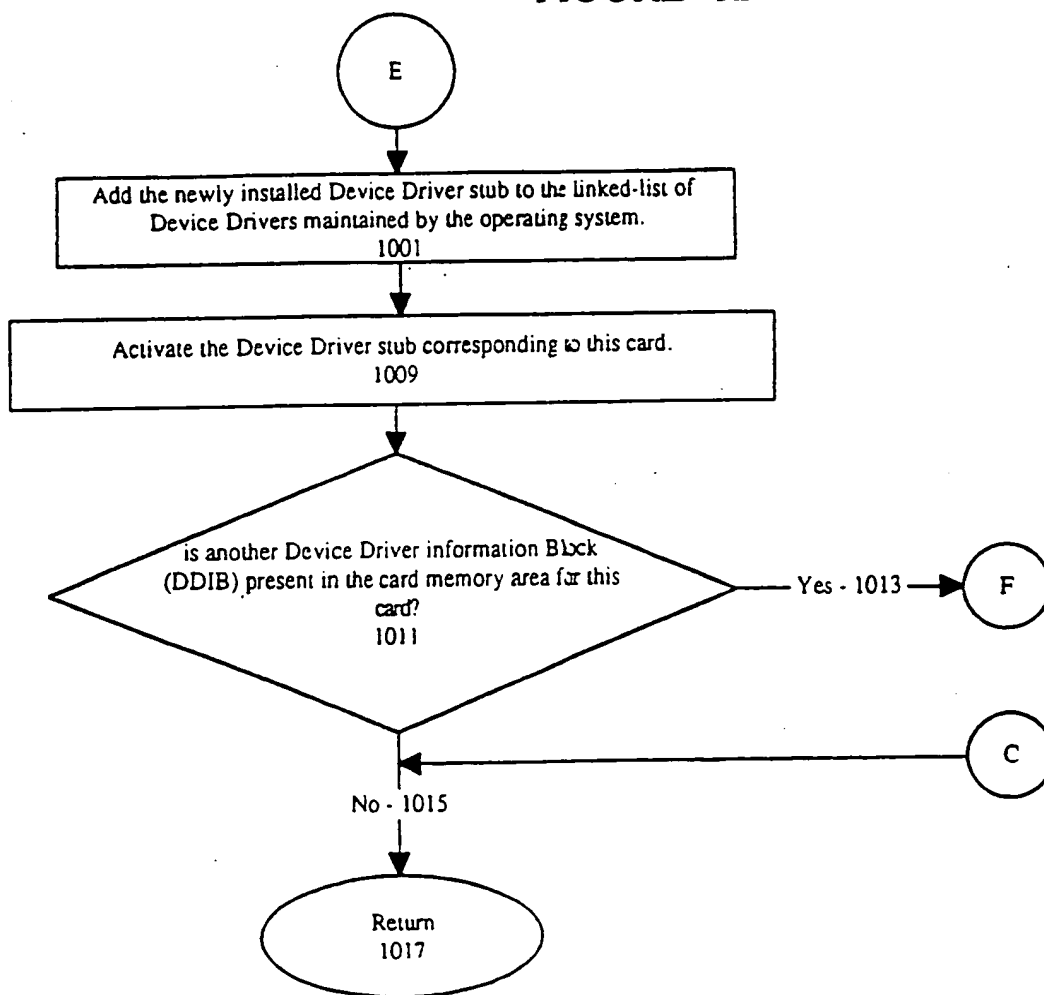 E
Add the newly installed Device Driver stub to the linked-list of
Device Drivers maintained by the operating system.
1001
Activate the Device Driver stub corresponding to this card.
1009
is another Device Driver information Block
(DDIB) present in the card memory area for this
card?
1011
Yes - 1013
F
C
No - 1015
Return
1017